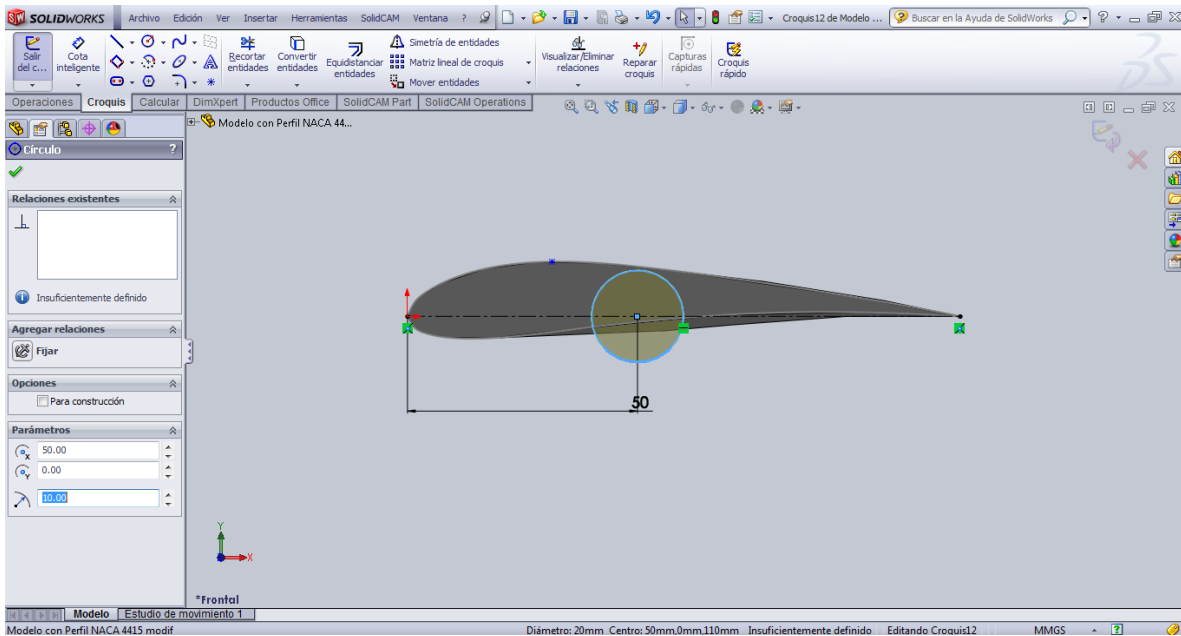 SOLIDWORKS Archivo Edición Ver Insertar Herramientas SolidCAM Ventana ? Croquis12 de Modelo ... Buscar en la Ayuda de SolidWorks ?
Salir del c...
Cota inteligente
Recortar entidades
Convertir entidades
Equidistanciar entidades
Simetría de entidades
Matriz lineal de croquis
Mover entidades
Visualizar/Eliminar relaciones
Reparar croquis
Capturas rápidas
Croquis rápido
Operaciones Croquis Calcular DimXpert Productos Office SolidCAM Part SolidCAM Operations
Modelo con Perfil NACA 44...
Círculo ?
Relaciones existentes
Insuficientemente definido
Agregar relaciones
Fijar
Opciones
Para construcción
Parámetros
50.00
0.00
10.00
50
Y
X
*Frontal
Modelo Estudio de movimiento 1
Modelo con Perfil NACA 4415 modif Diámetro: 20mm Centro: 50mm,0mm,110mm Insuficientemente definido Editando Croquis12 MMGS ?